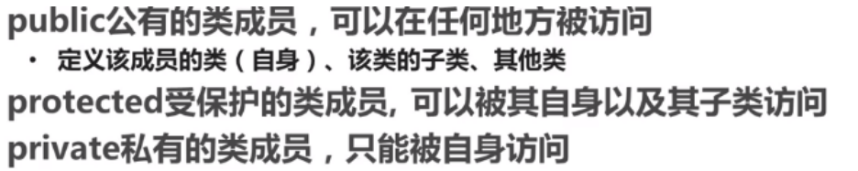 public公有的类成员，可以在任何地方被访问
• 定义该成员的类（自身）、该类的子类、其他类
protected受保护的类成员, 可以被其自身以及其子类访问
private私有的类成员，只能被自身访问